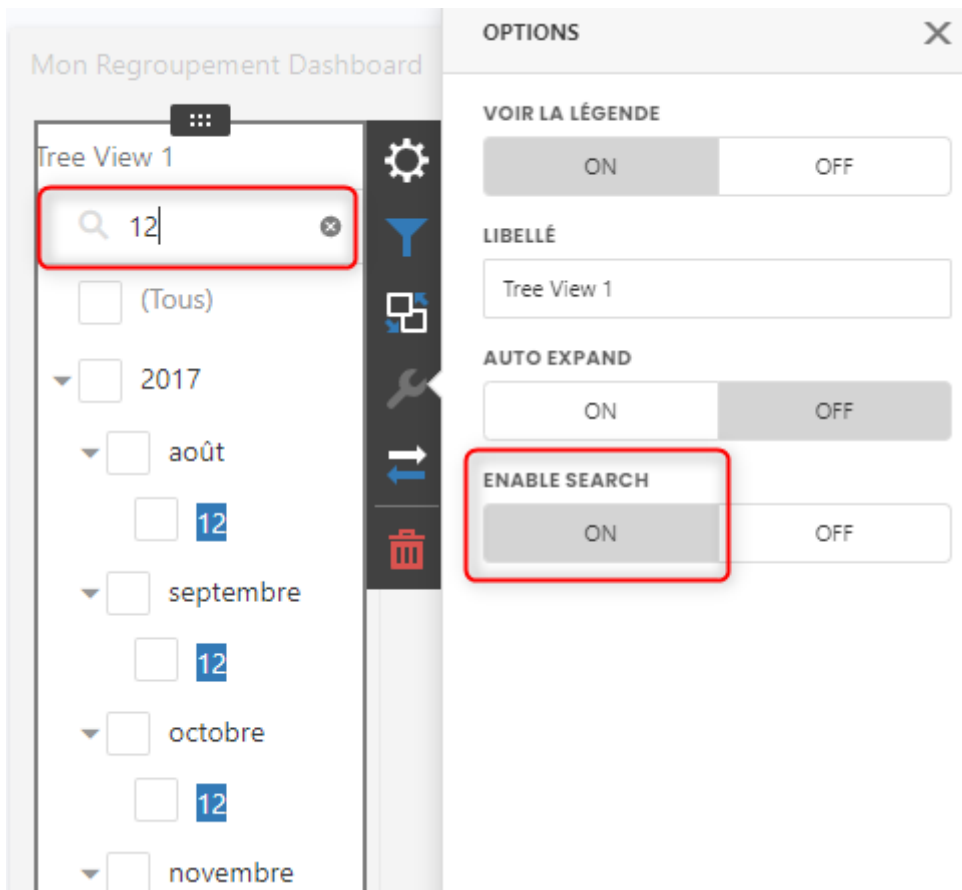 Mon Regroupement Dashboard
Tree View 1
12
(Tous)
2017
août
12
septembre
12
octobre
12
novembre
OPTIONS
VOIR LA LÉGENDE
ON OFF
LIBELLÉ
Tree View 1
AUTO EXPAND
ON OFF
ENABLE SEARCH
ON OFF